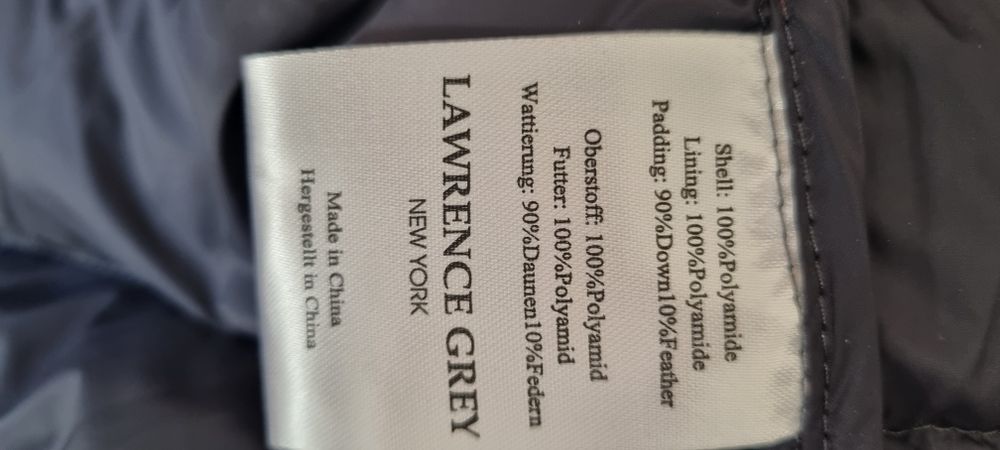 Shell: 100%Polyamide
Lining: 100%Polyamide
Padding: 90%Down10%Feather
Oberstoff: 100%Polyamid
Futter: 100%Polyamid
Wattierung: 90%Daunen10%Federn
LAWRENCE GREY
NEW YORK
Made in China
Hergestellt in China